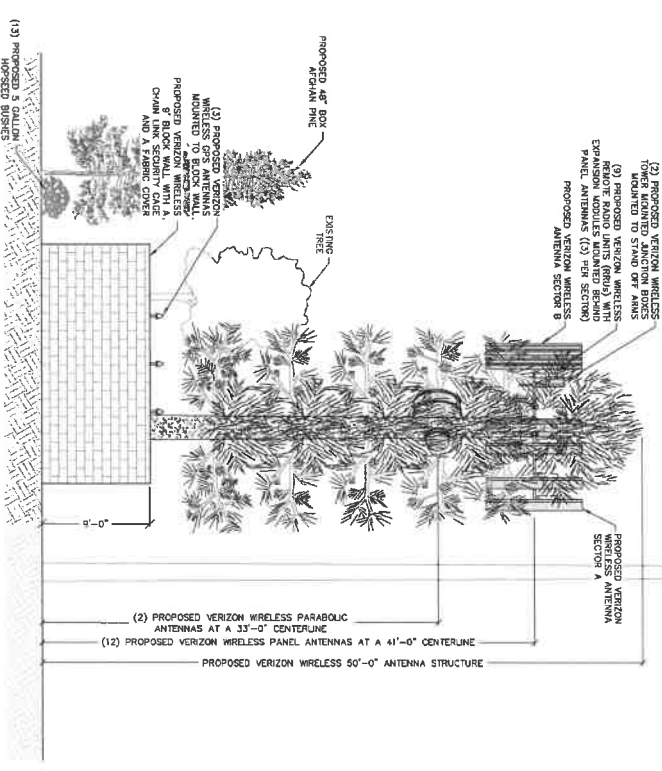 (2) PROPOSED VERIZON WIRELESS
TOWER MOUNTED JUNCTION BOXES
MOUNTED TO STAND OFF ARMS
(9) PROPOSED VERIZON WIRELESS
REMOTE RADIO UNITS (RRUs) WITH
EXPANSION MODULES MOUNTED BEHIND
PANEL ANTENNAS ((3) PER SECTOR)
PROPOSED VERIZON WIRELESS
ANTENNA SECTOR B
PROPOSED
VERIZON
WIRELESS ANTENNA
SECTOR A
EXISTING
TREE
PROPOSED 48" BOX
AFGHAN PINE
(3) PROPOSED VERIZON
WIRELESS GPS ANTENNAS
MOUNTED TO BLOCK WALL
PROPOSED VERIZON WIRELESS
9' BLOCK WALL WITH A
CHAIN LINK SECURITY CAGE
AND A FABRIC COVER
(13) PROPOSED 5 GALLON
HOPSEED BUSHES
9'-0"
(2) PROPOSED VERIZON WIRELESS PARABOLIC
ANTENNAS AT A 33'-0" CENTERLINE
(12) PROPOSED VERIZON WIRELESS PANEL ANTENNAS AT A 41'-0" CENTERLINE
PROPOSED VERIZON WIRELESS 50'-0" ANTENNA STRUCTURE